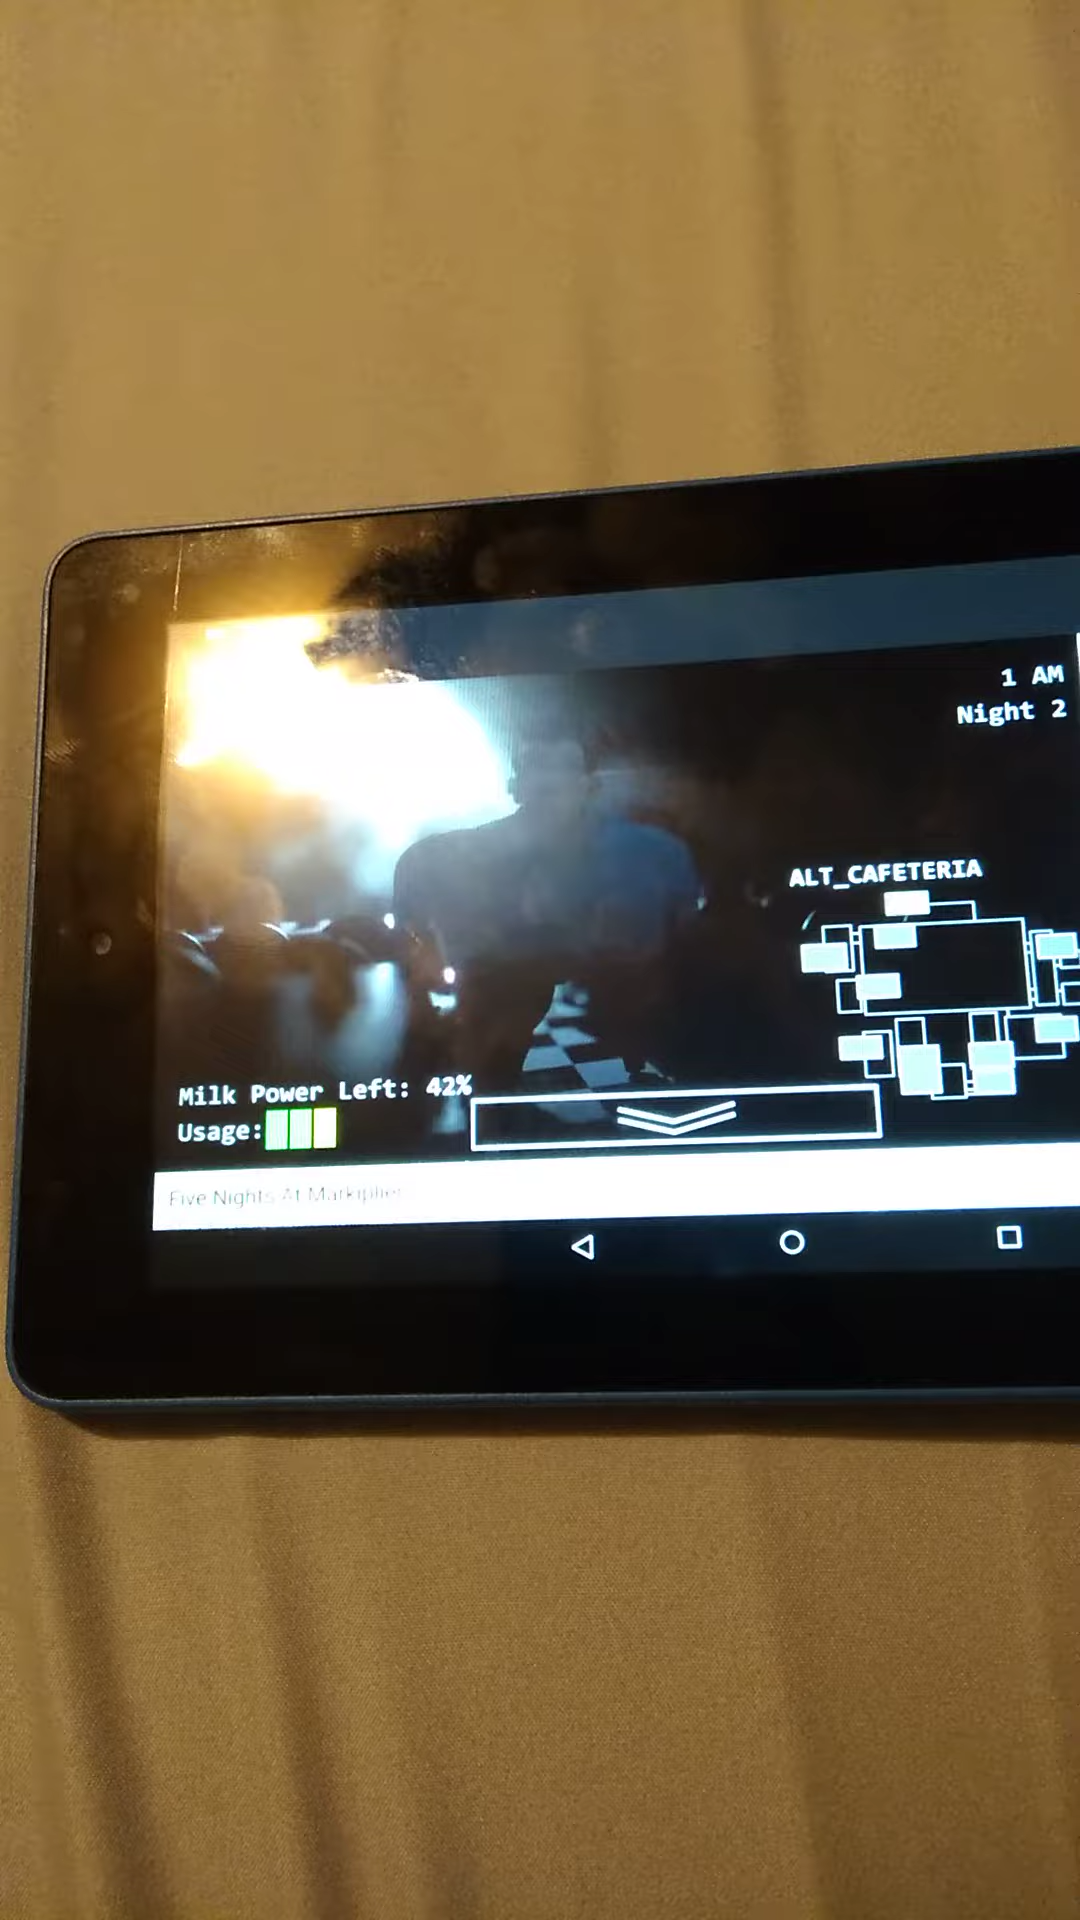 1 AM
Night 2
ALT_CAFETERIA
Milk Power Left: 42%
Usage:
Five Nights At Markiplier